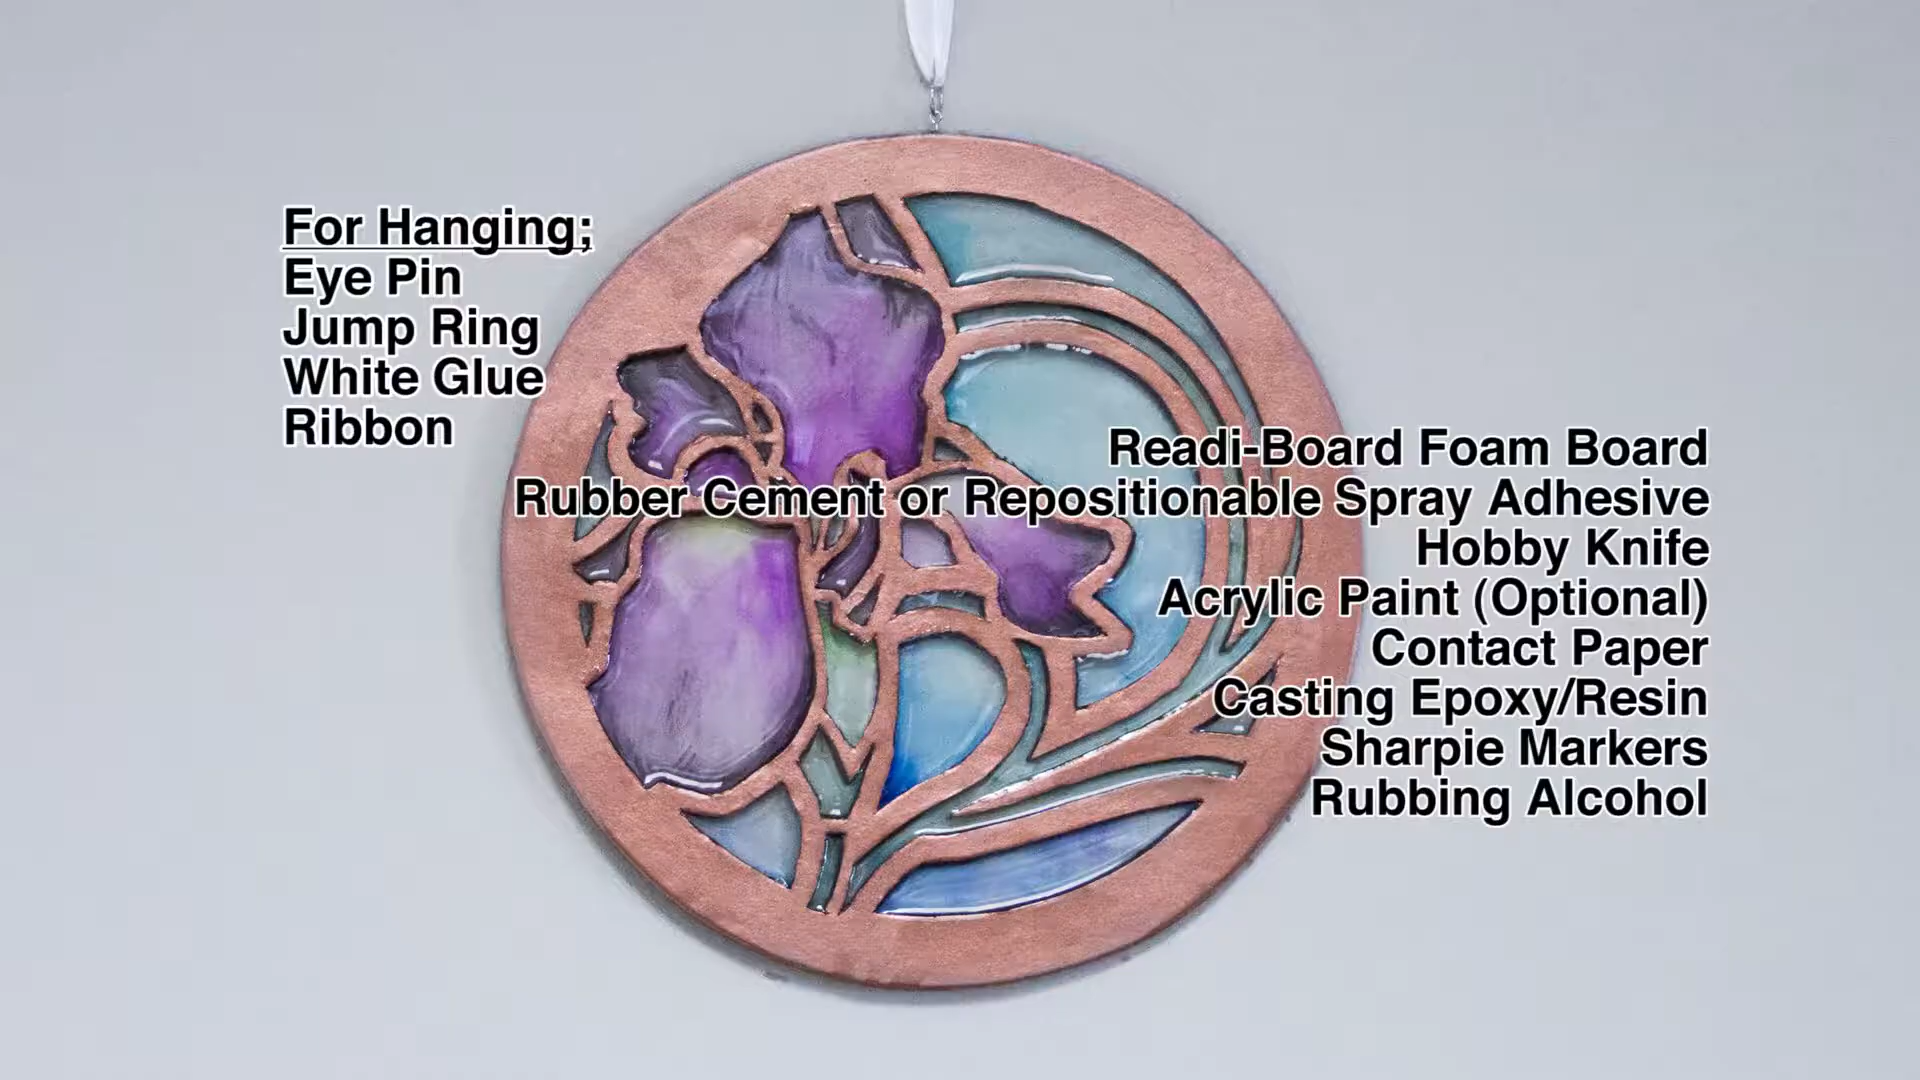 For Hanging;
Eye Pin
Jump Ring
White Glue
Ribbon
Readi-Board Foam Board
Rubber Cement or Repositionable Spray Adhesive
Hobby Knife
Acrylic Paint (Optional)
Contact Paper
Casting Epoxy/Resin
Sharpie Markers
Rubbing Alcohol